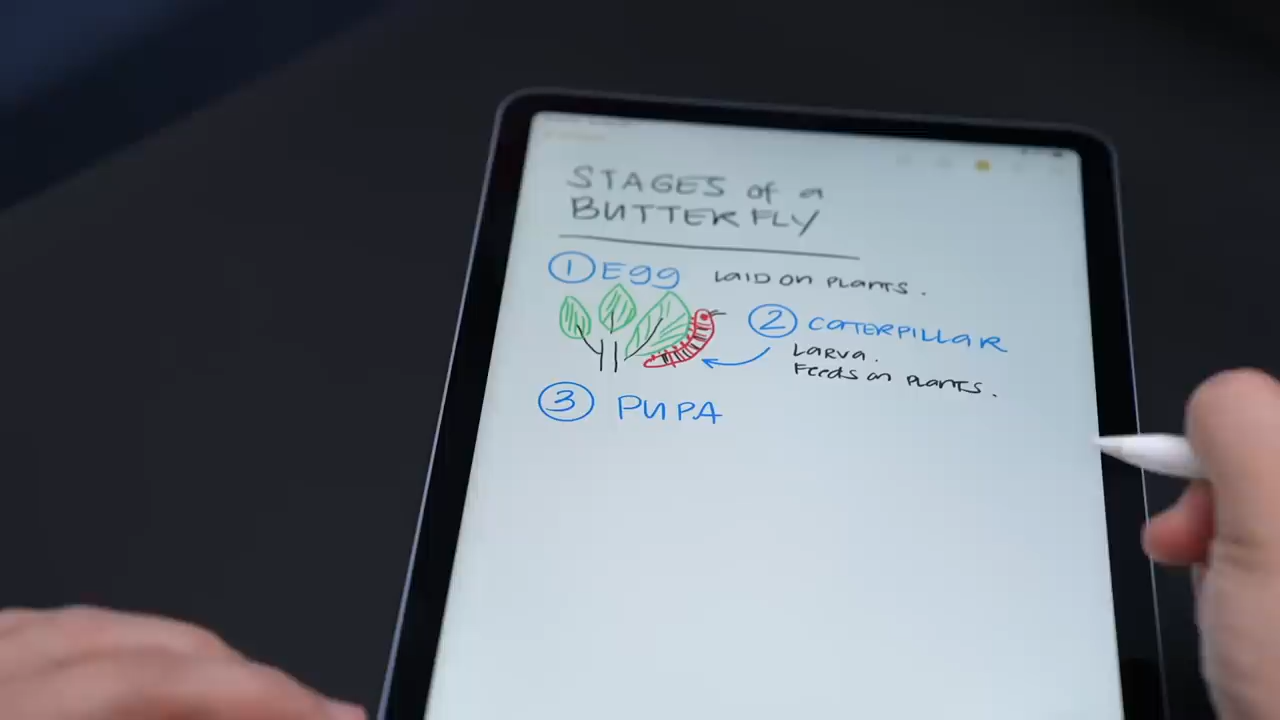 STAGES of a
BUTTERFLY
1 Egg LAID ON PLANTS.
2 CATERPILLAR
Larva.
Feeds on PLANTS.
3 PUPA